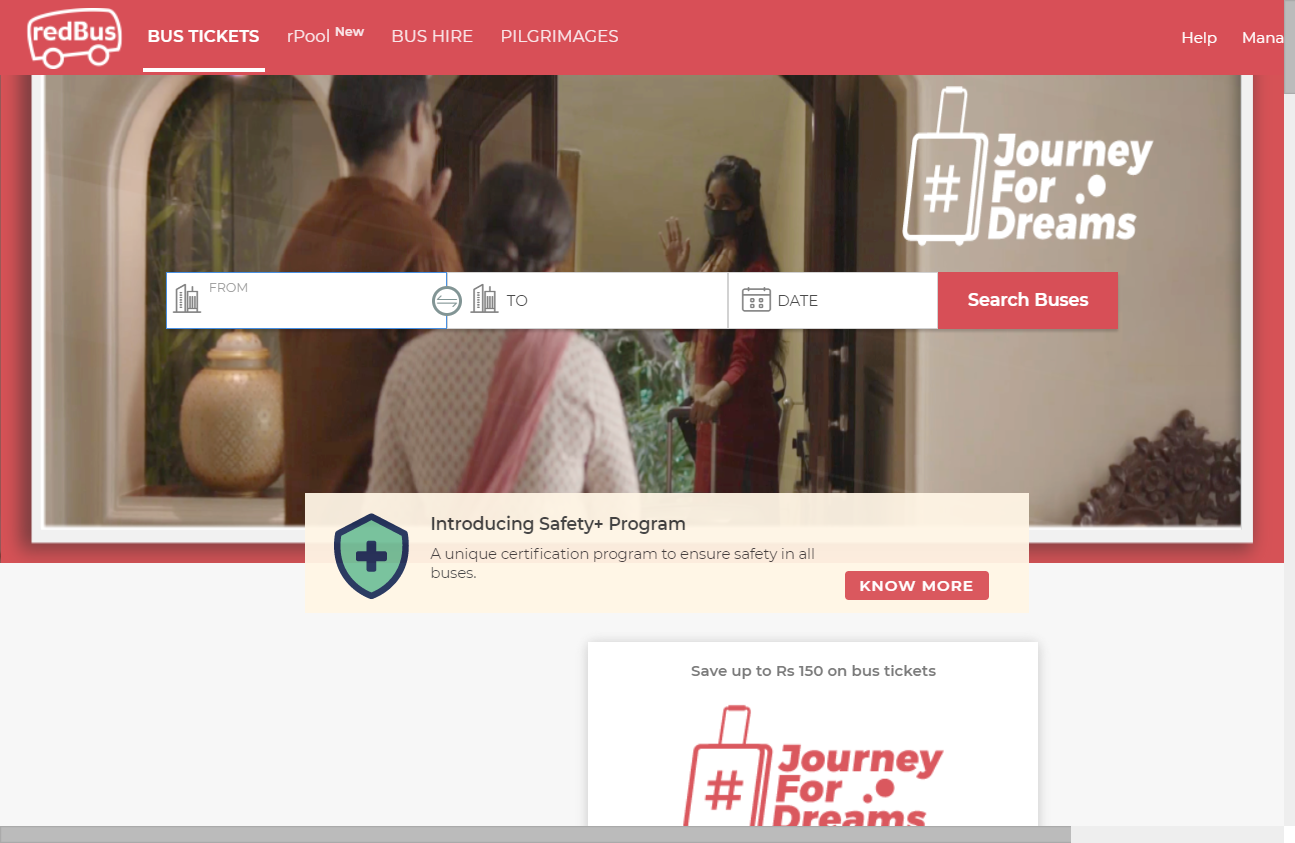 redBus
BUS TICKETS
rPool New
BUS HIRE
PILGRIMAGES
Help
Mana
#
Journey
For
Dreams
FROM
TO
DATE
Search Buses
Introducing Safety+ Program
A unique certification program to ensure safety in all
buses.
KNOW MORE
Save up to Rs 150 on bus tickets
#
Journey
For
Dreams